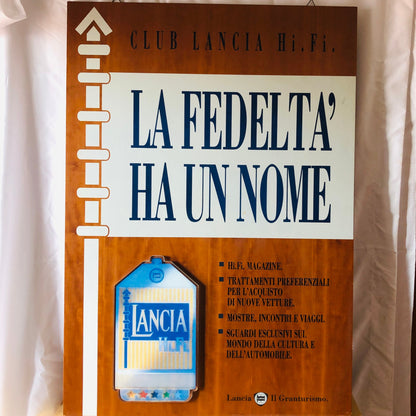 CLUB LANCIA Hi.Fi.
LA FEDELTA'
HA UN NOME
Hi.Fi. MAGAZINE.
TRATTAMENTI PREFERENZIALI
PER L'ACQUISTO
DI NUOVE VETTURE.
MOSTRE, INCONTRI E VIAGGI.
SGUARDI ESCLUSIVI SUL
MONDO DELLA CULTURA E
DELL'AUTOMOBILE.
LANCIA
Hi.Fi.
Lancia Il Granturismo.